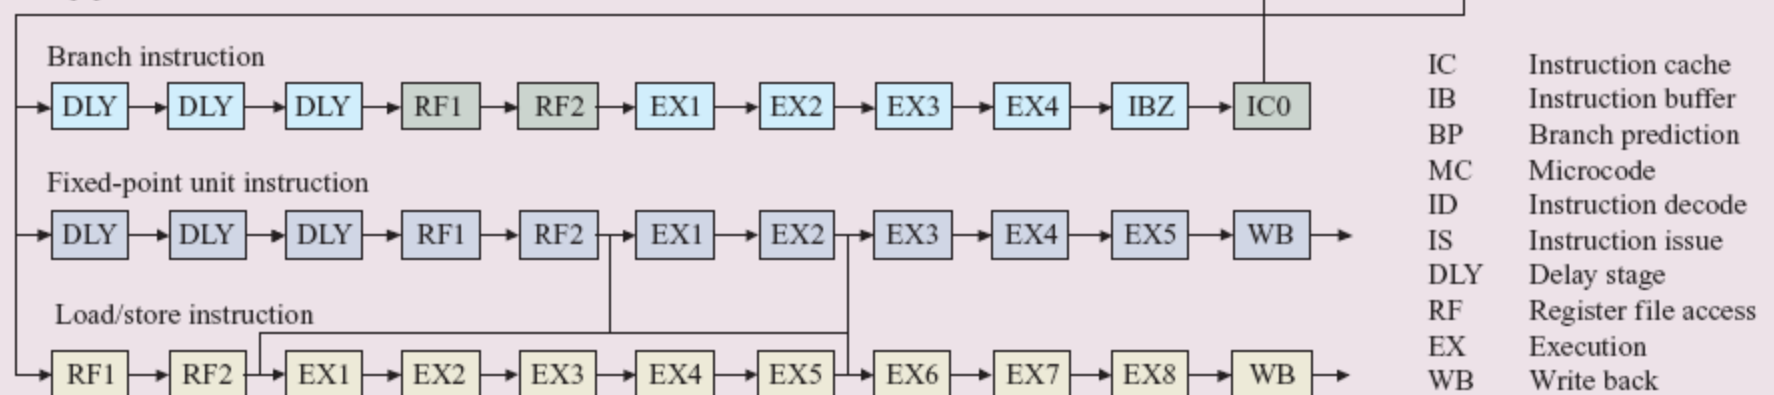 Branch instruction
DLY DLY DLY RF1 RF2 EX1 EX2 EX3 EX4 IBZ IC0
Fixed-point unit instruction
DLY DLY DLY RF1 RF2 EX1 EX2 EX3 EX4 EX5 WB
Load/store instruction
RF1 RF2 EX1 EX2 EX3 EX4 EX5 EX6 EX7 EX8 WB
IC Instruction cache
IB Instruction buffer
BP Branch prediction
MC Microcode
ID Instruction decode
IS Instruction issue
DLY Delay stage
RF Register file access
EX Execution
WB Write back